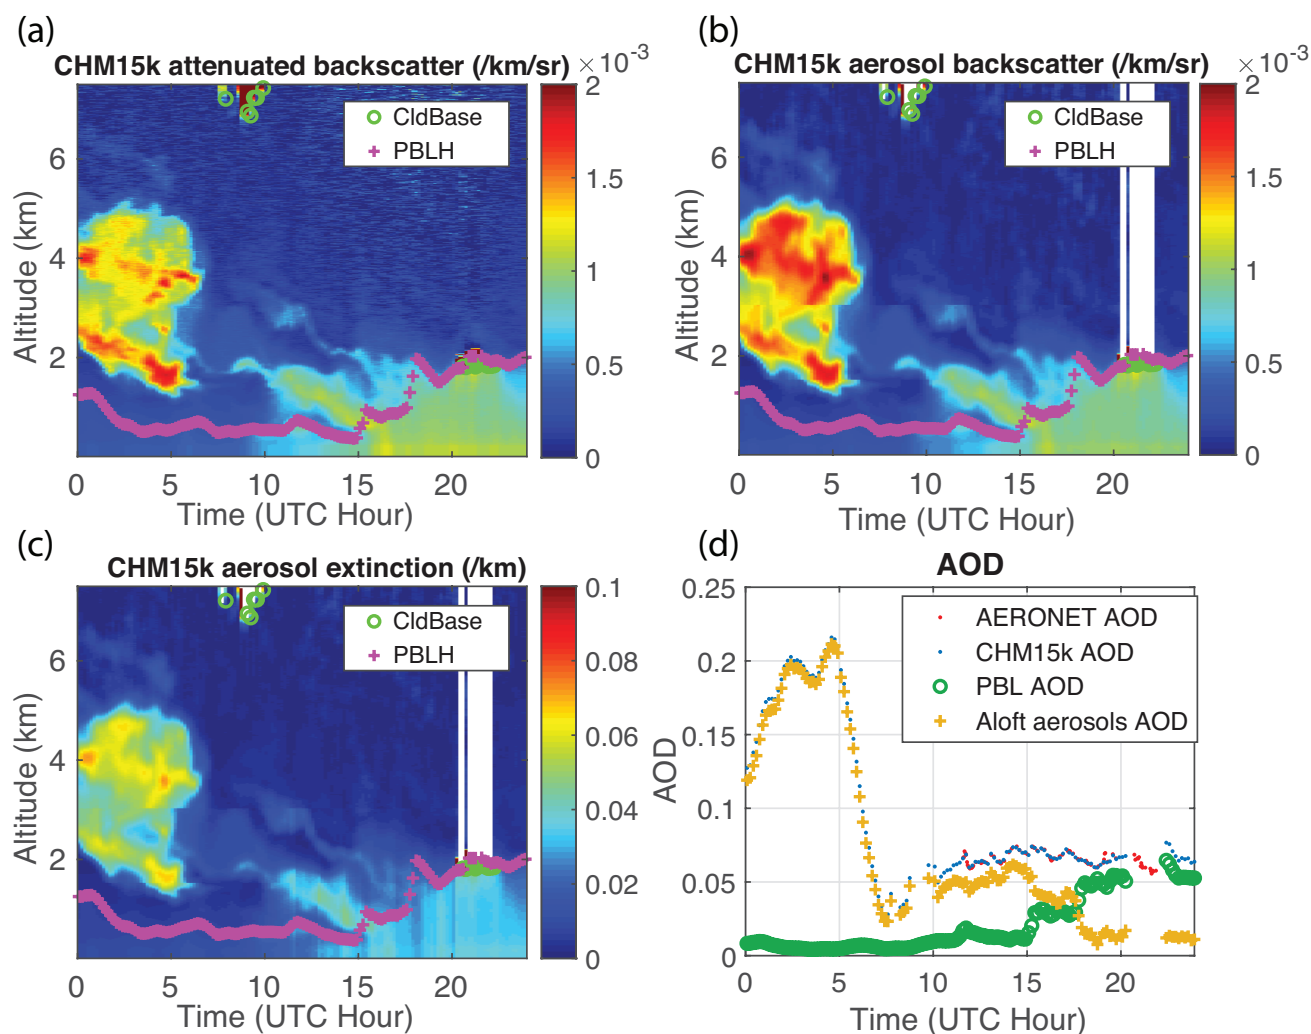 (a)
CHM15k attenuated backscatter (/km/sr)
×10⁻³
CldBase
PBLH
Altitude (km)
6
4
2
0 5 10 15 20
Time (UTC Hour)
2
1.5
1
0.5
0
(b)
CHM15k aerosol backscatter (/km/sr)
×10⁻³
CldBase
PBLH
Altitude (km)
6
4
2
0 5 10 15 20
Time (UTC Hour)
2
1.5
1
0.5
0
(c)
CHM15k aerosol extinction (/km)
CldBase
PBLH
Altitude (km)
6
4
2
0 5 10 15 20
Time (UTC Hour)
0.1
0.08
0.06
0.04
0.02
0
(d)
AOD
AERONET AOD
CHM15k AOD
PBL AOD
Aloft aerosols AOD
AOD
0.25
0.2
0.15
0.1
0.05
0
0 5 10 15 20
Time (UTC Hour)